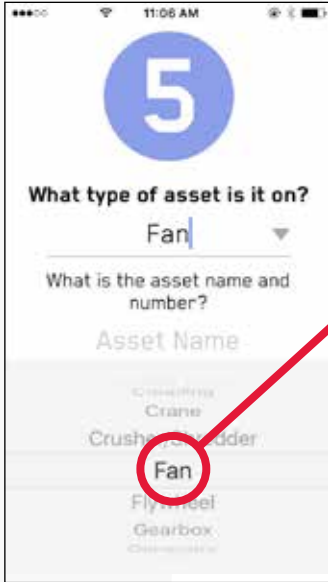 11:06 AM
5
What type of asset is it on?
Fan
What is the asset name and
number?
Asset Name
Crane
Crusher/Shredder
Fan
Flywheel
Gearbox